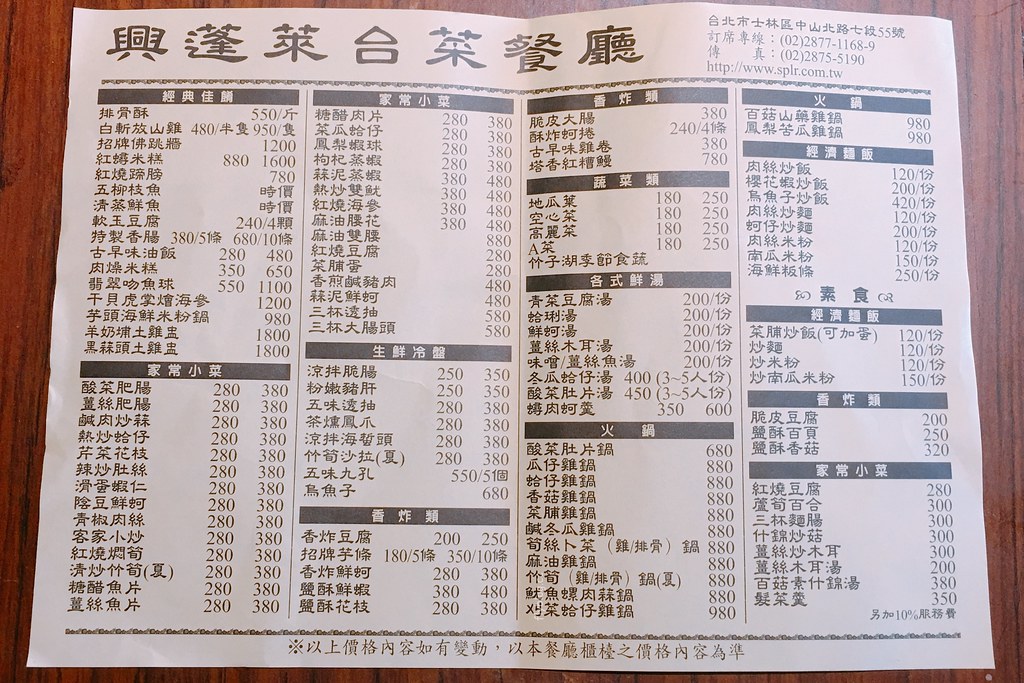 興蓬萊台菜餐廳
台北市士林區中山北路七段55號
訂席專線：(02)2877-1168-9
傳　　真：(02)2875-5190
http://www.splr.com.tw
經典佳餚
排骨酥 550/斤
白斬放山雞 480/半隻 950/隻
招牌佛跳牆 1200
紅蟳米糕 880 1600
紅燒蹄膀 780
五柳枝魚 時價
清蒸鮮魚 時價
軟玉豆腐 240/4顆
特製香腸 380/5條 680/10條
古早味油飯 280 480
肉燥米糕 350 650
翡翠吻魚球 550 1100
干貝虎掌燴海參 1200
芋頭海鮮米粉鍋 980
羊奶埔土雞盅 1800
黑蒜頭土雞盅 1800
家常小菜
酸菜肥腸 280 380
薑絲肥腸 280 380
鹹肉炒蒜 280 380
熱炒蛤仔 280 380
芹菜花枝 280 380
辣炒肚絲 280 380
滑蛋蝦仁 280 380
陰豆鮮蚵 280 380
青椒肉絲 280 380
客家小炒 280 380
紅燒燜筍 280 380
清炒竹筍(夏) 280 380
糖醋魚片 280 380
薑絲魚片 280 380
家常小菜
糖醋肉片 280 380
菜瓜蛤仔 280 380
鳳梨蝦球 280 380
枸杞蒸蝦 280 380
蒜泥蒸蝦 380 480
熱炒雙魷 380 480
紅燒海參 380 480
麻油腰花 380 480
麻油雙腰 880
紅燒豆腐 280
菜脯蛋 280
香煎鹹豬肉 480
蒜泥鮮蚵 480
三杯透抽 580
三杯大腸頭 580
生鮮冷盤
涼拌脆腸 250 350
粉嫩豬肝 250 350
五味透抽 280 380
茶燻鳳爪 280 380
涼拌海蜇頭 280 380
竹筍沙拉(夏) 280 380
五味九孔 550/5個
烏魚子 680
香炸類
香炸豆腐 200 250
招牌芋條 180/5條 350/10條
香炸鮮蚵 280 380
鹽酥鮮蝦 380 480
鹽酥花枝 280 380
香炸類
脆皮大腸 380
酥炸蚵捲 240/4條
古早味雞卷 380
塔香紅糟鰻 780
蔬菜類
地瓜葉 180 250
空心菜 180 250
高麗菜 180 250
A菜 180 250
竹子湖季節食蔬
各式鮮湯
青菜豆腐湯 200/份
蛤琍湯 200/份
鮮蚵湯 200/份
薑絲木耳湯 200/份
味噌/薑絲魚湯 200/份
冬瓜蛤仔湯 400 (3~5人份)
酸菜肚片湯 450 (3~5人份)
蟳肉蚵羹 350 600
火鍋
酸菜肚片鍋 680
瓜仔雞鍋 880
蛤仔雞鍋 880
香菇雞鍋 880
菜脯雞鍋 880
鹹冬瓜雞鍋 880
筍絲卜菜（雞/排骨）鍋 880
麻油雞鍋 880
竹筍（雞/排骨）鍋(夏) 880
魷魚螺肉蒜鍋 880
刈菜蛤仔雞鍋 980
火鍋
百菇山藥雞鍋 980
鳳梨苦瓜雞鍋 980
經濟麵飯
肉絲炒飯 120/份
櫻花蝦炒飯 200/份
烏魚子炒飯 420/份
肉絲炒麵 120/份
蚵仔炒麵 200/份
肉絲米粉 120/份
南瓜米粉 150/份
海鮮板條 250/份
素食
經濟麵飯
菜脯炒飯(可加蛋) 120/份
炒麵 120/份
炒米粉 120/份
炒南瓜米粉 150/份
香炸類
脆皮豆腐 200
鹽酥百頁 250
鹽酥香菇 320
家常小菜
紅燒豆腐 280
蘆筍百合 300
三杯麵腸 300
什錦炒菇 300
薑絲炒木耳 300
薑絲木耳湯 200
百菇素什錦湯 380
髮菜羹 350
另加10%服務費
※以上價格內容如有變動，以本餐廳櫃檯之價格內容為準